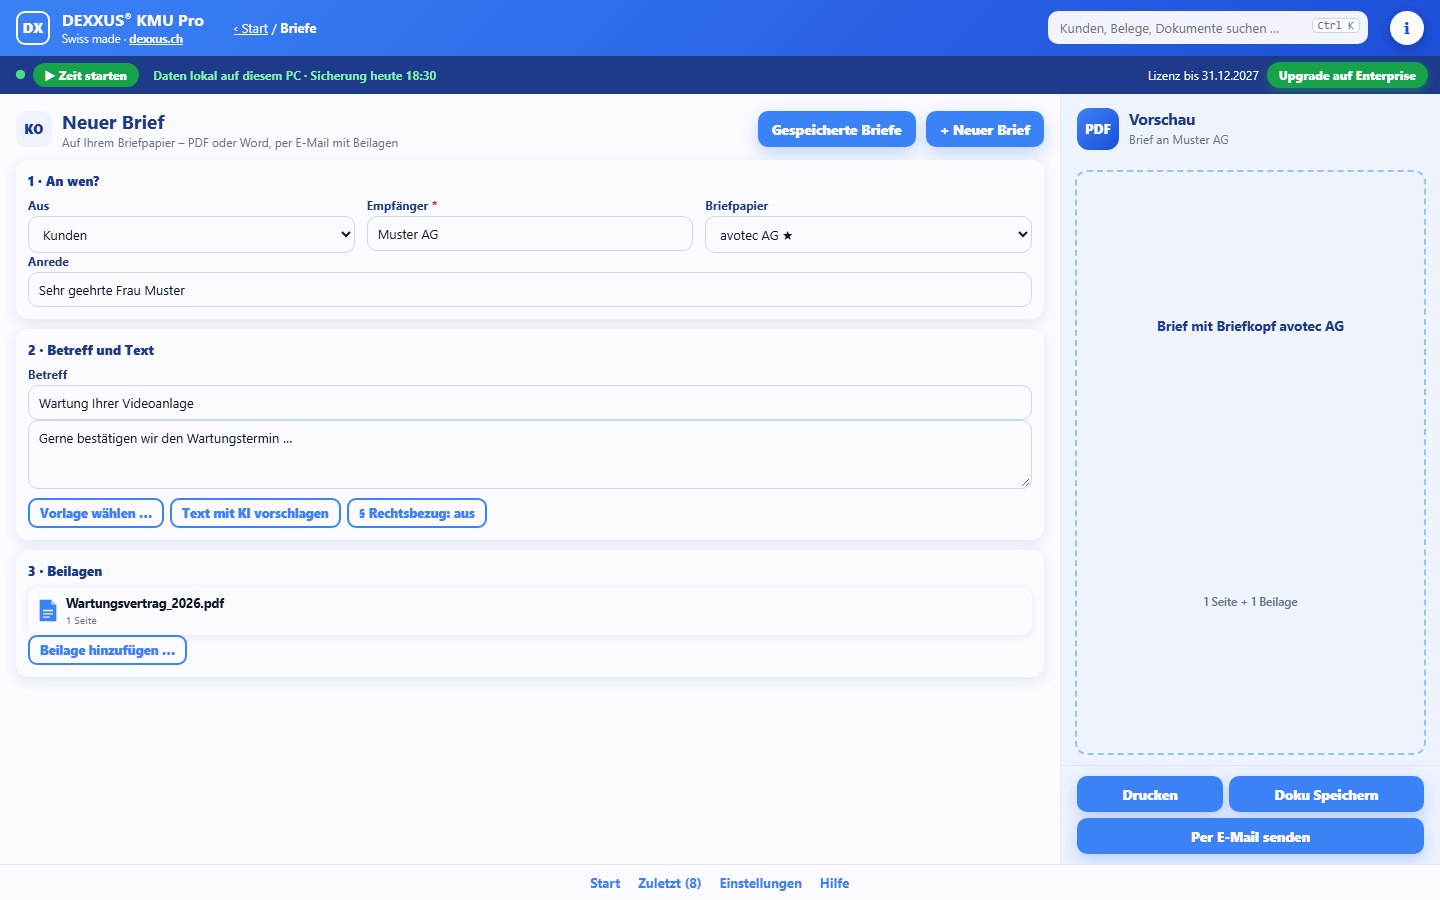 DX
DEXXUS® KMU Pro
Swiss made · dexxus.ch
‹ Start / Briefe
Kunden, Belege, Dokumente suchen ...
Ctrl K
i
▶ Zeit starten
Daten lokal auf diesem PC · Sicherung heute 18:30
Lizenz bis 31.12.2027
Upgrade auf Enterprise
KO
Neuer Brief
Auf Ihrem Briefpapier – PDF oder Word, per E-Mail mit Beilagen
Gespeicherte Briefe
+ Neuer Brief
1 · An wen?
Aus
Empfänger *
Briefpapier
Kunden
Muster AG
avotec AG ★
Anrede
Sehr geehrte Frau Muster
2 · Betreff und Text
Betreff
Wartung Ihrer Videoanlage
Gerne bestätigen wir den Wartungstermin ...
Vorlage wählen ...
Text mit KI vorschlagen
§ Rechtsbezug: aus
3 · Beilagen
Wartungsvertrag_2026.pdf
1 Seite
Beilage hinzufügen ...
PDF
Vorschau
Brief an Muster AG
Brief mit Briefkopf avotec AG
1 Seite + 1 Beilage
Drucken
Doku Speichern
Per E-Mail senden
Start
Zuletzt (8)
Einstellungen
Hilfe